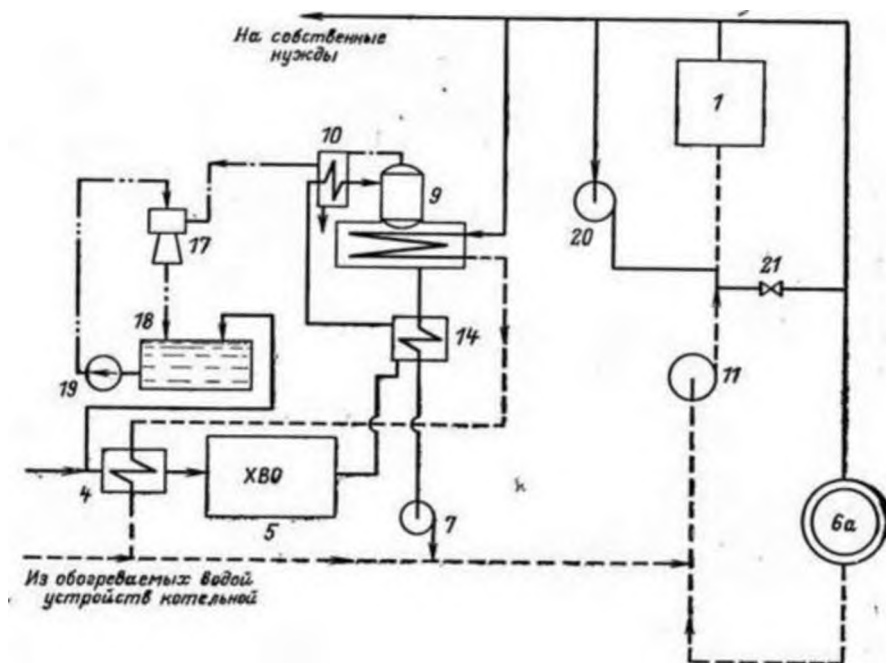 На собственные
нужды
10
1
9
17
20
21
18
14
19
11
ХВО
4
5
7
6а
Из обогреваемых водой
устройств котельной